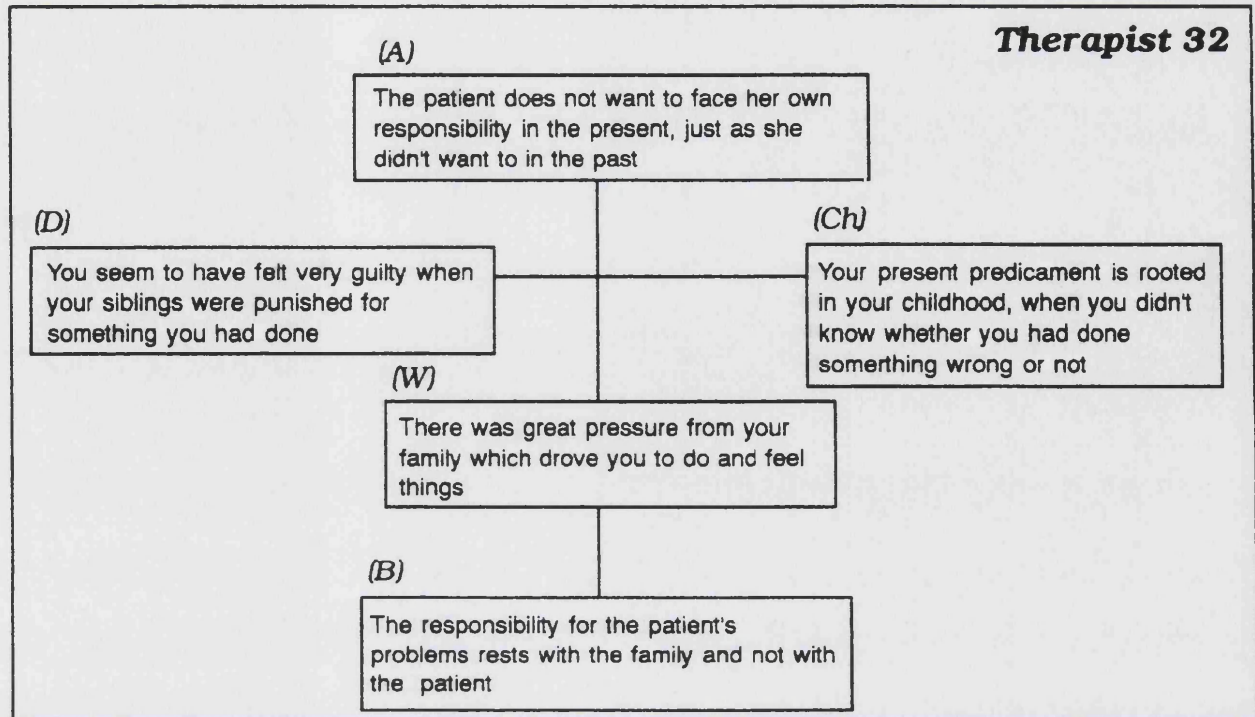 Therapist 32
(A)
The patient does not want to face her own
responsibility in the present, just as she
didn't want to in the past
(D)
You seem to have felt very guilty when
your siblings were punished for
something you had done
(Ch)
Your present predicament is rooted
in your childhood, when you didn't
know whether you had done
somerthing wrong or not
(W)
There was great pressure from your
family which drove you to do and feel
things
(B)
The responsibility for the patient's
problems rests with the family and not with
the patient